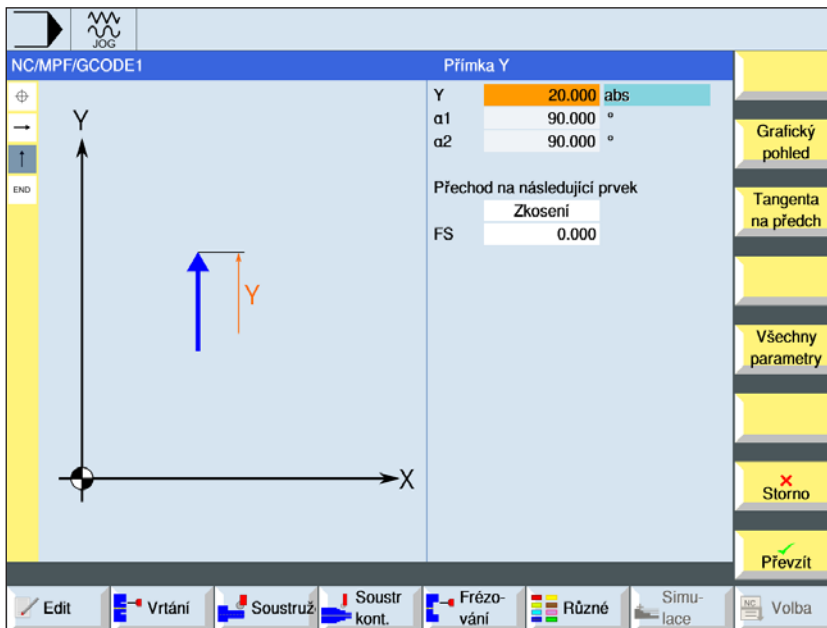 JOG
NC/MPF/GCODE1
Přímka Y
Y 20.000 abs
α1 90.000 °
α2 90.000 °
Přechod na následující prvek
Zkosení
FS 0.000
END
Y
Y
X
Grafický
pohled
Tangenta
na předch
Všechny
parametry
Storno
Převzít
Edit
Vrtání
Soustruž
Soustr
kont.
Frézo-
vání
Různé
Simu-
lace
NC
Volba